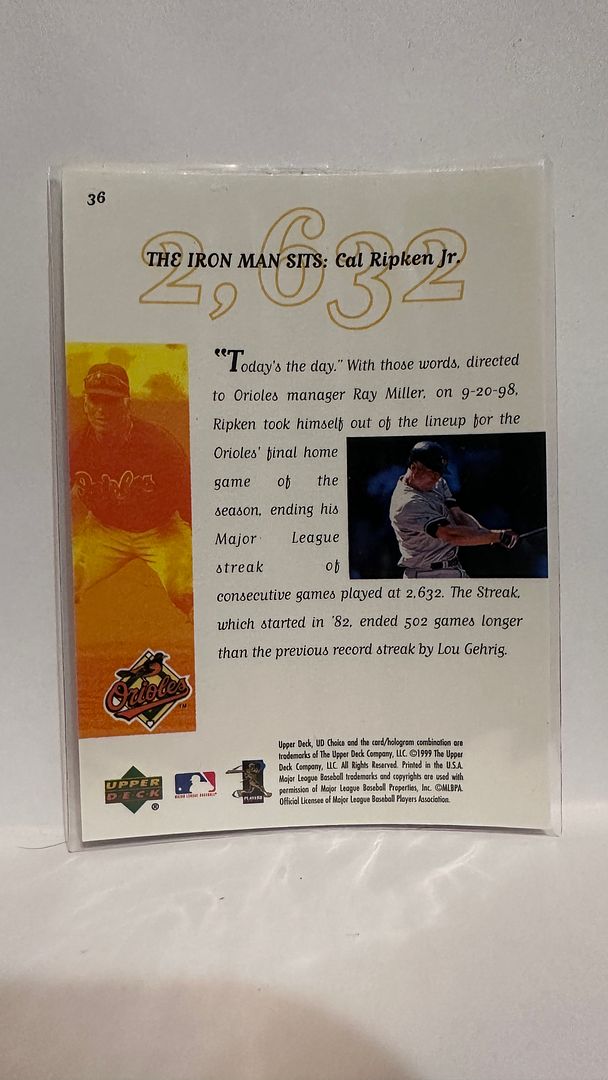 36
2,632
THE IRON MAN SITS: Cal Ripken Jr.
"Today's the day." With those words, directed
to Orioles manager Ray Miller, on 9-20-98,
Ripken took himself out of the lineup for the
Orioles' final home
game of the
season, ending his
Major League
streak of
consecutive games played at 2,632. The Streak,
which started in '82, ended 502 games longer
than the previous record streak by Lou Gehrig.
Orioles
Orioles TM
Upper Deck, UD Choice and the card/hologram combination are
trademarks of The Upper Deck Company, LLC. ©1999 The Upper
Deck Company, LLC. All Rights Reserved. Printed in the U.S.A.
Major League Baseball trademarks and copyrights are used with
permission of Major League Baseball Properties, Inc. ©MLBPA
Official Licensee of Major League Baseball Players Association.
UPPER
DECK ®
MAJOR LEAGUE BASEBALL
PLAYERS